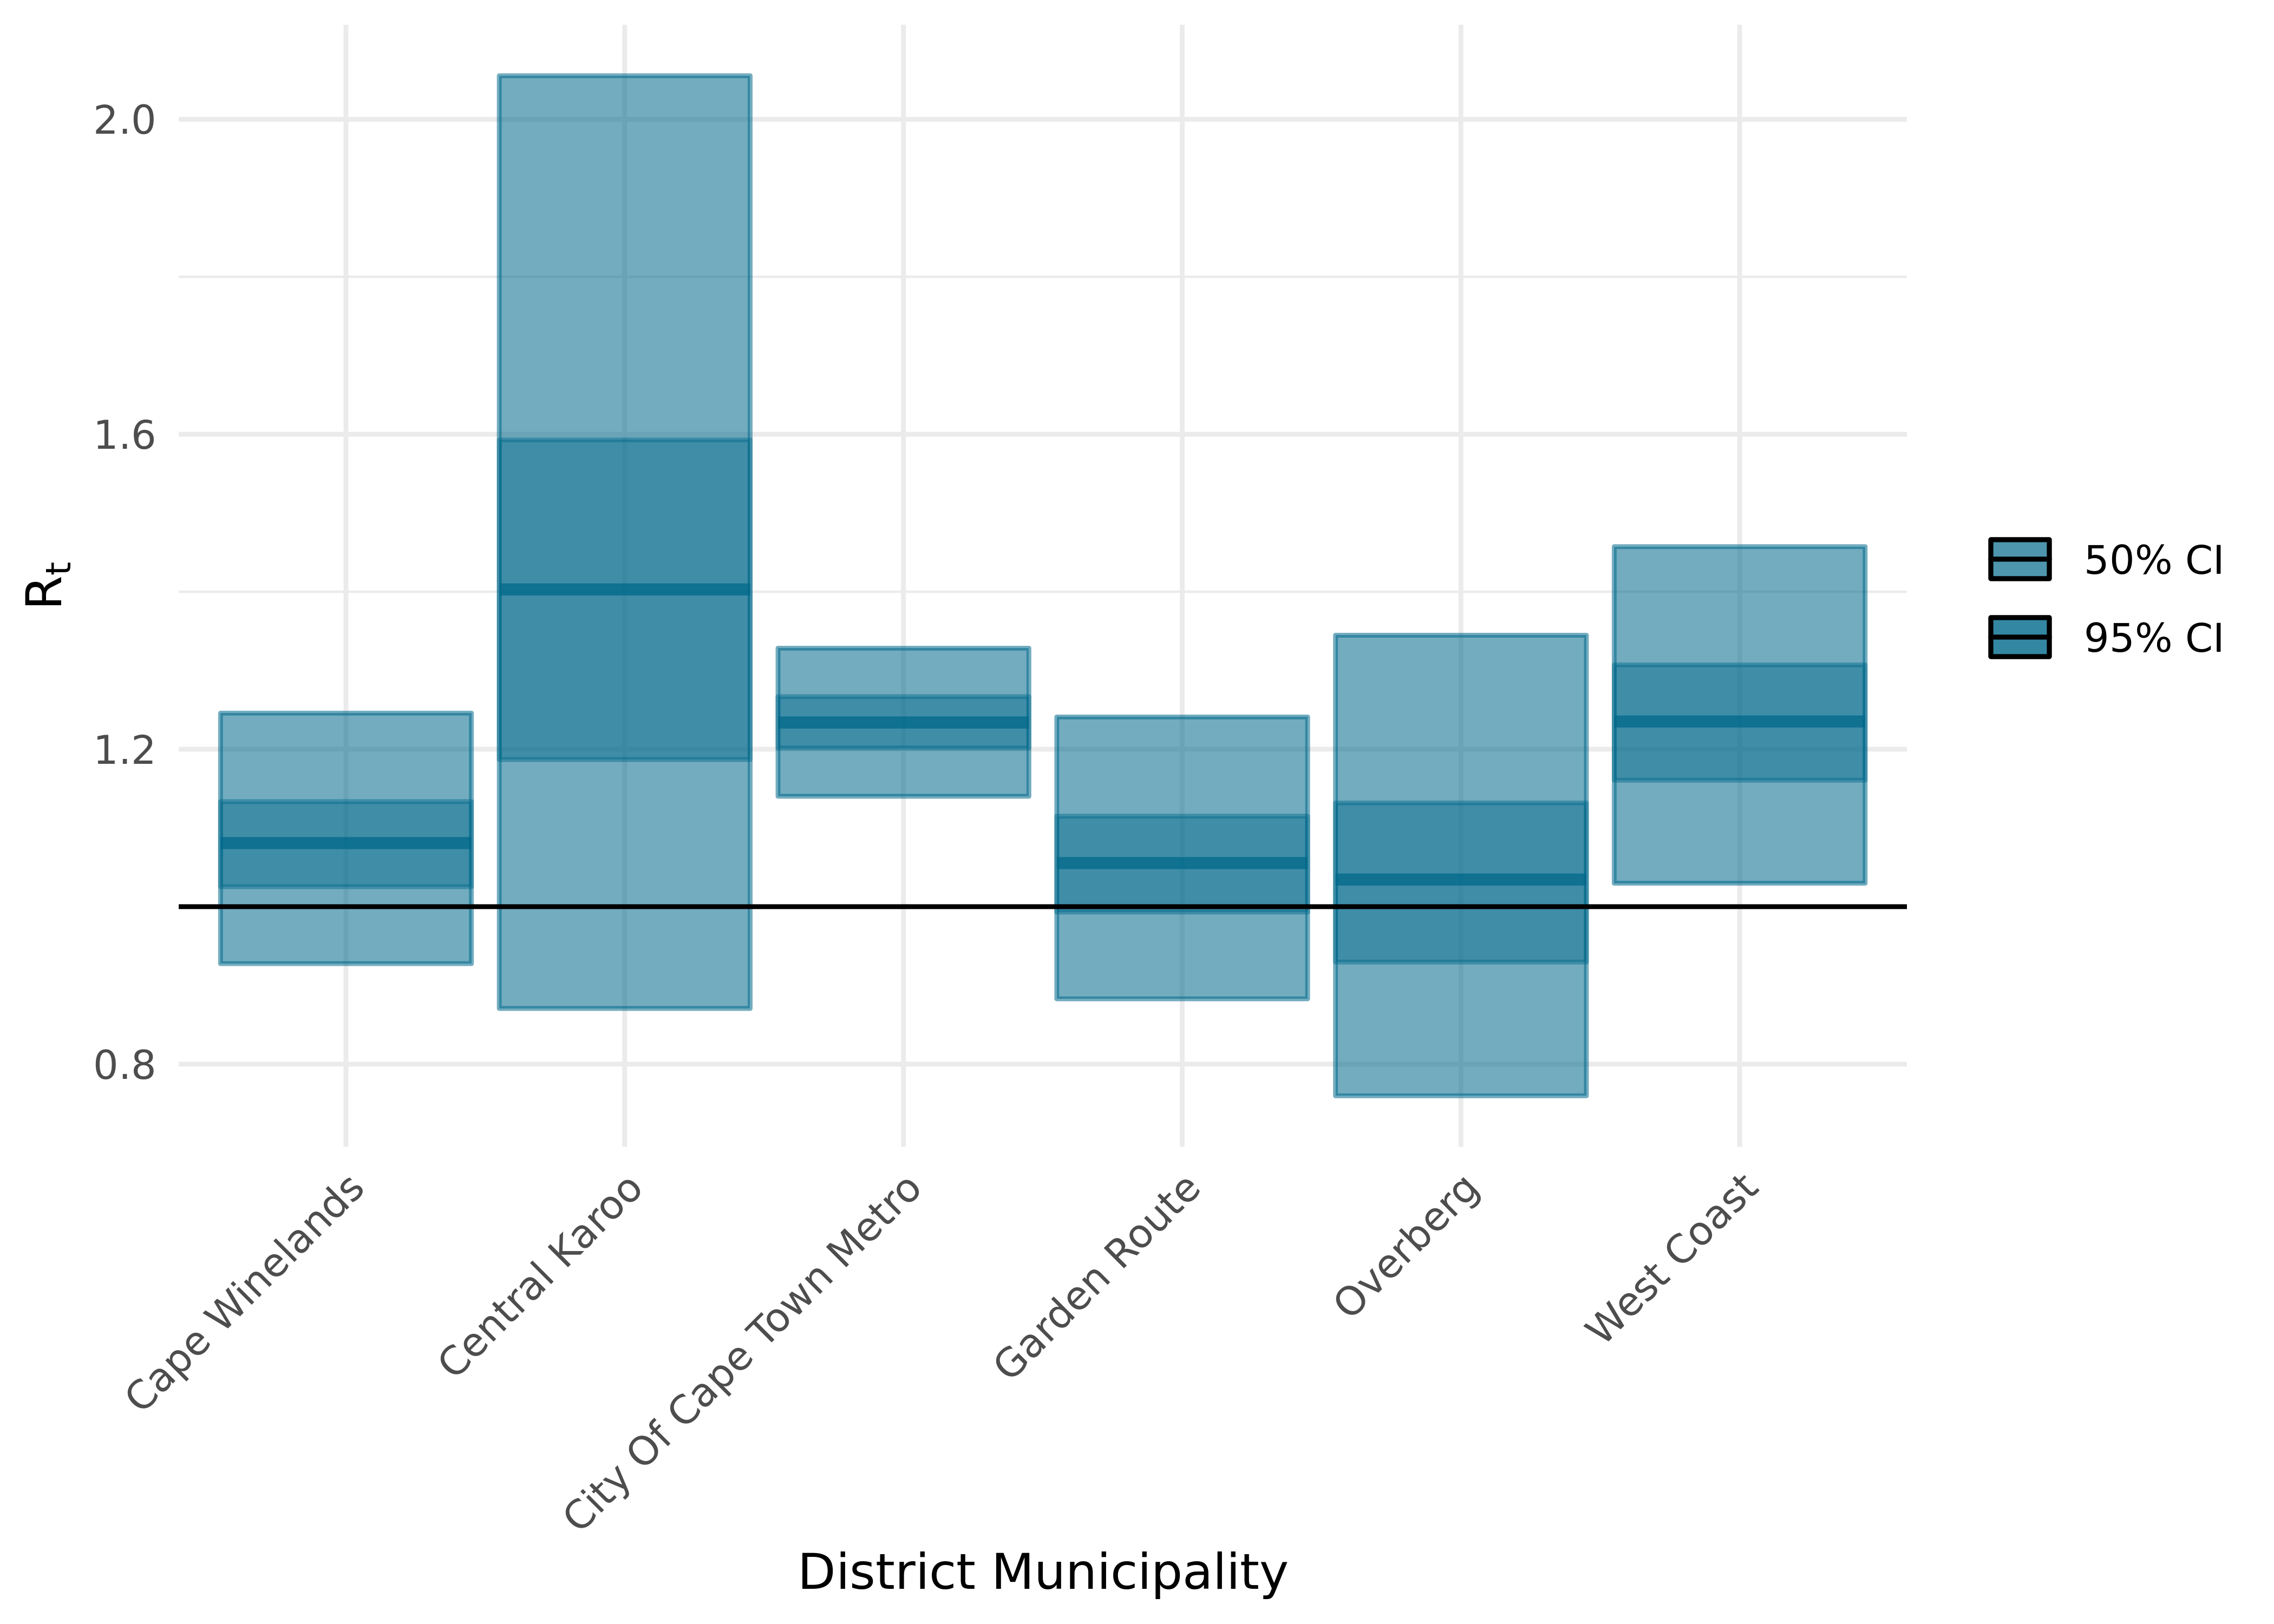 2.0
1.6
1.2
0.8
Rt
Cape Winelands
Central Karoo
City Of Cape Town Metro
Garden Route
Overberg
West Coast
District Municipality
50% CI
95% CI